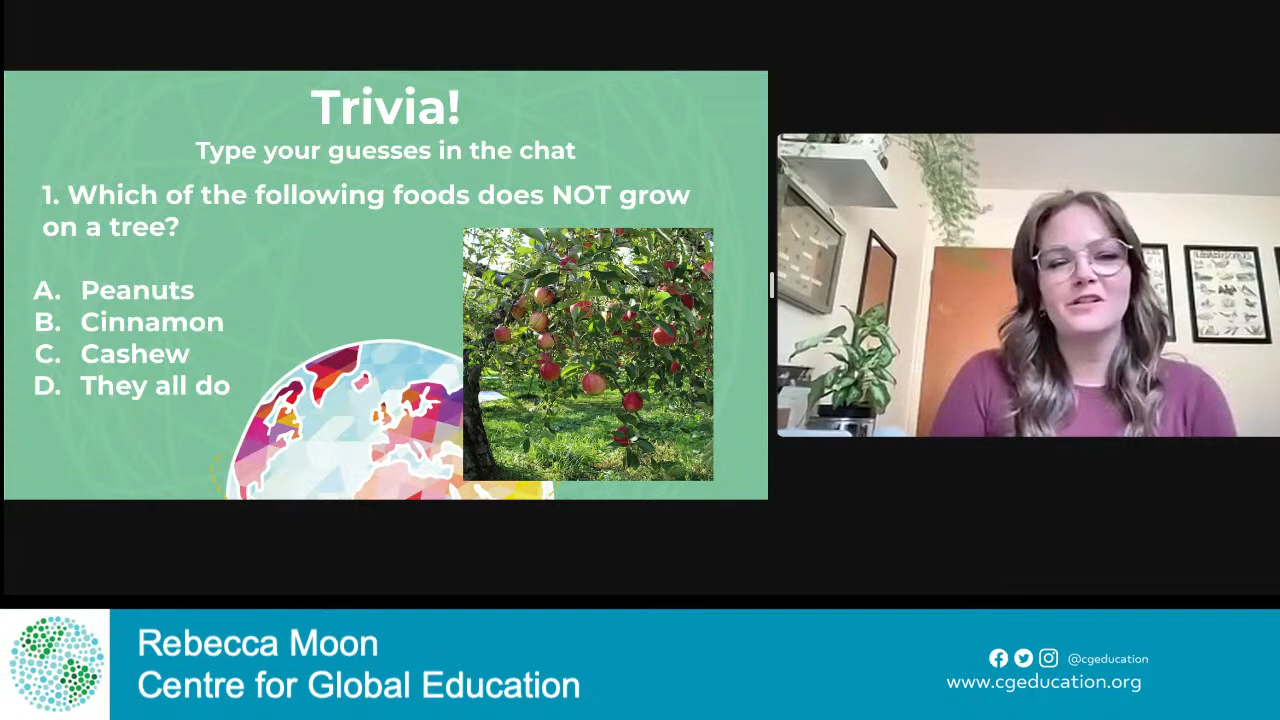 Trivia!
Type your guesses in the chat
1. Which of the following foods does NOT grow
on a tree?
A. Peanuts
B. Cinnamon
C. Cashew
D. They all do
Rebecca Moon
Centre for Global Education
@cgeducation
www.cgeducation.org